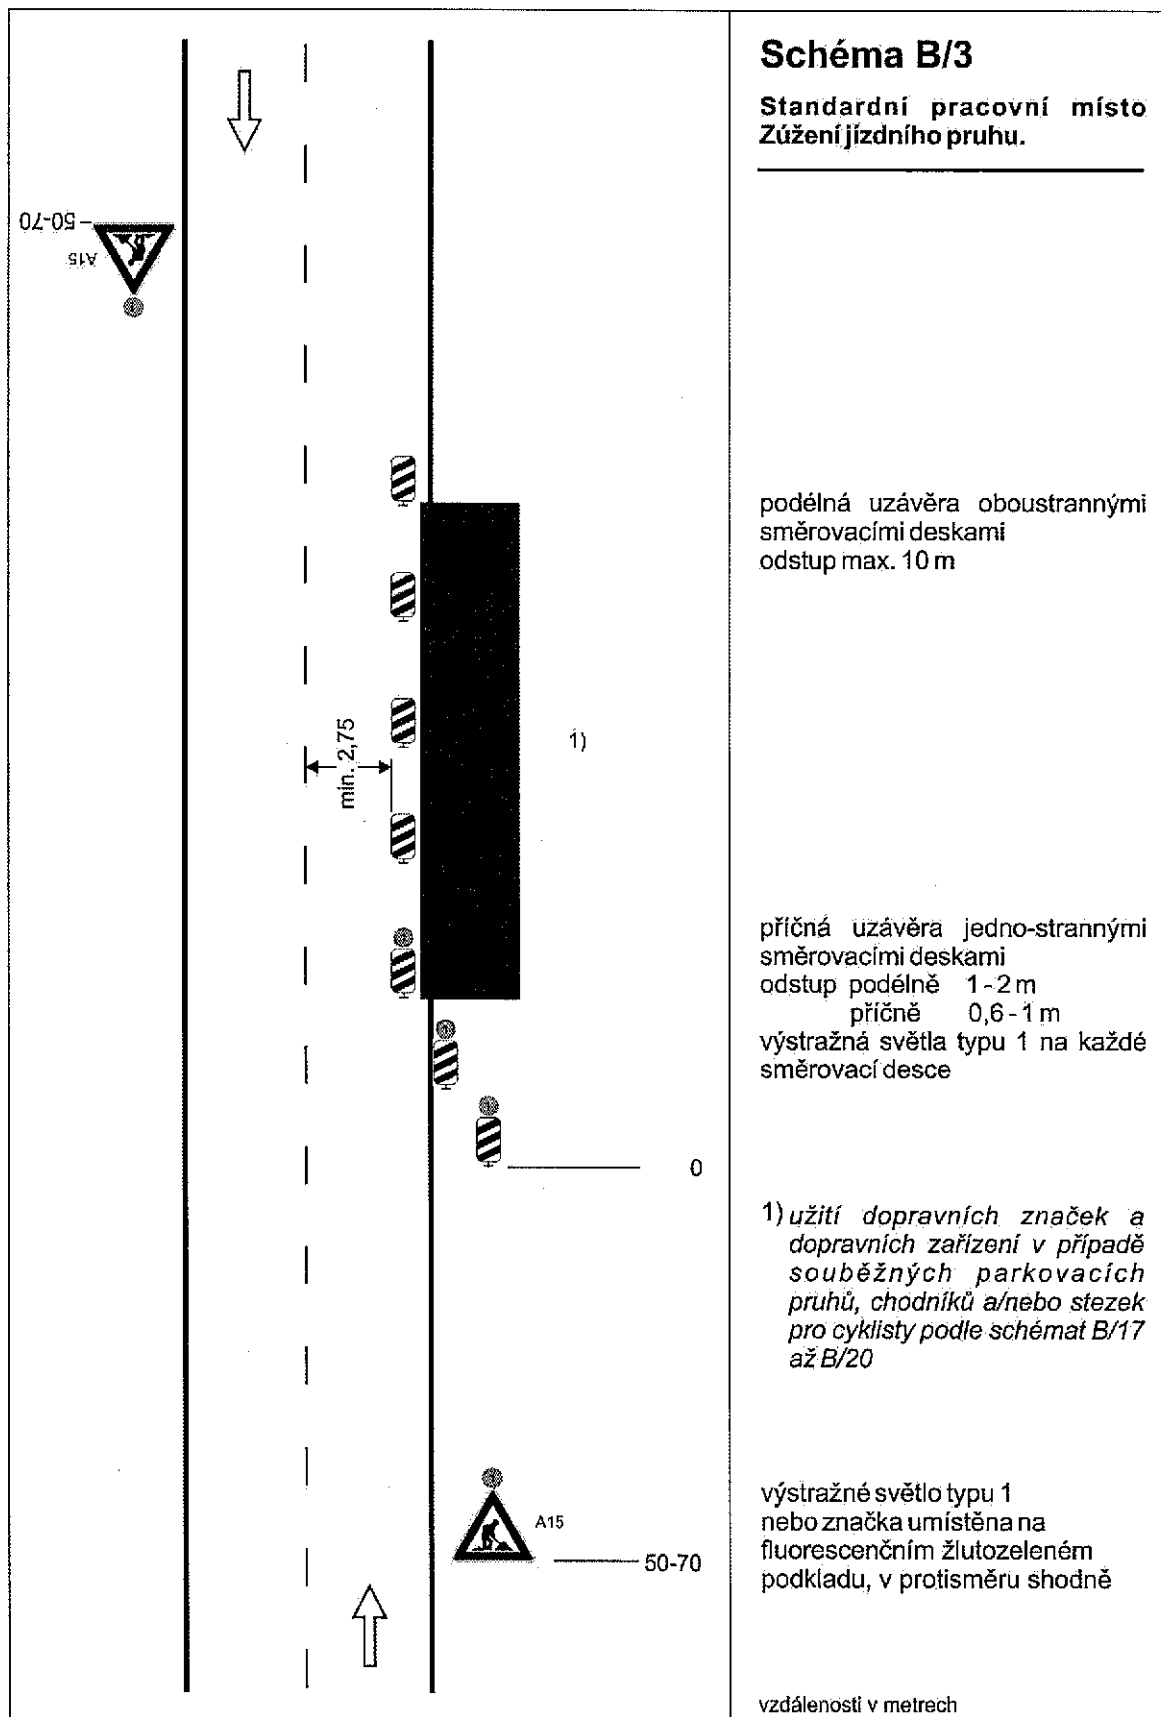 Schéma B/3
Standardní pracovní místo
Zúžení jízdního pruhu.
50-70
A15
podélná uzávěra oboustrannými
směrovacími deskami
odstup max. 10 m
min. 2,75
1)
příčná uzávěra jedno-strannými
směrovacími deskami
odstup podélně 1-2 m
příčně 0,6-1 m
výstražná světla typu 1 na každé
směrovací desce
0
1) užití dopravních značek a
dopravních zařízení v případě
souběžných parkovacích
pruhů, chodníků a/nebo stezek
pro cyklisty podle schémat B/17
až B/20
A15
50-70
výstražné světlo typu 1
nebo značka umístěna na
fluorescenčním žlutozeleném
podkladu, v protisměru shodně
vzdálenosti v metrech